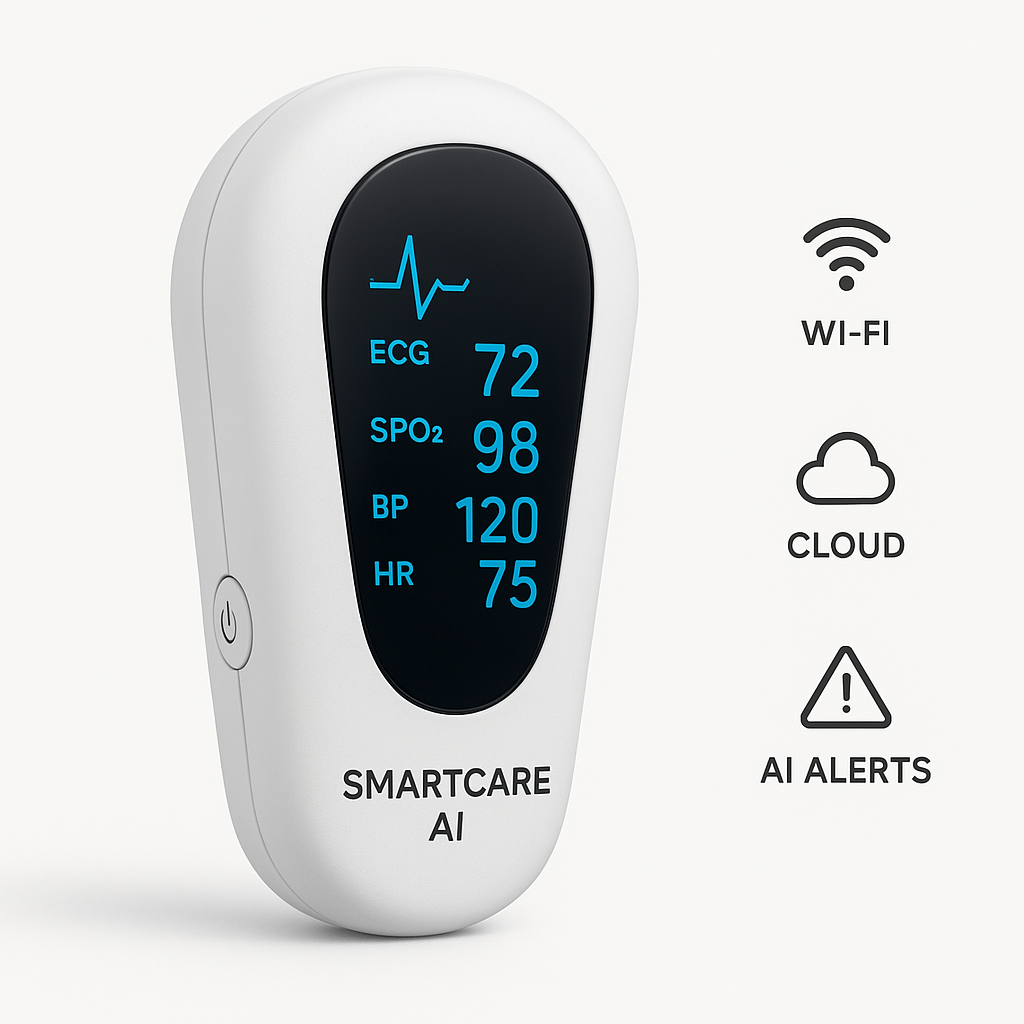 ECG 72
SPO₂ 98
BP 120
HR 75
SMARTCARE
AI
WI-FI
CLOUD
AI ALERTS